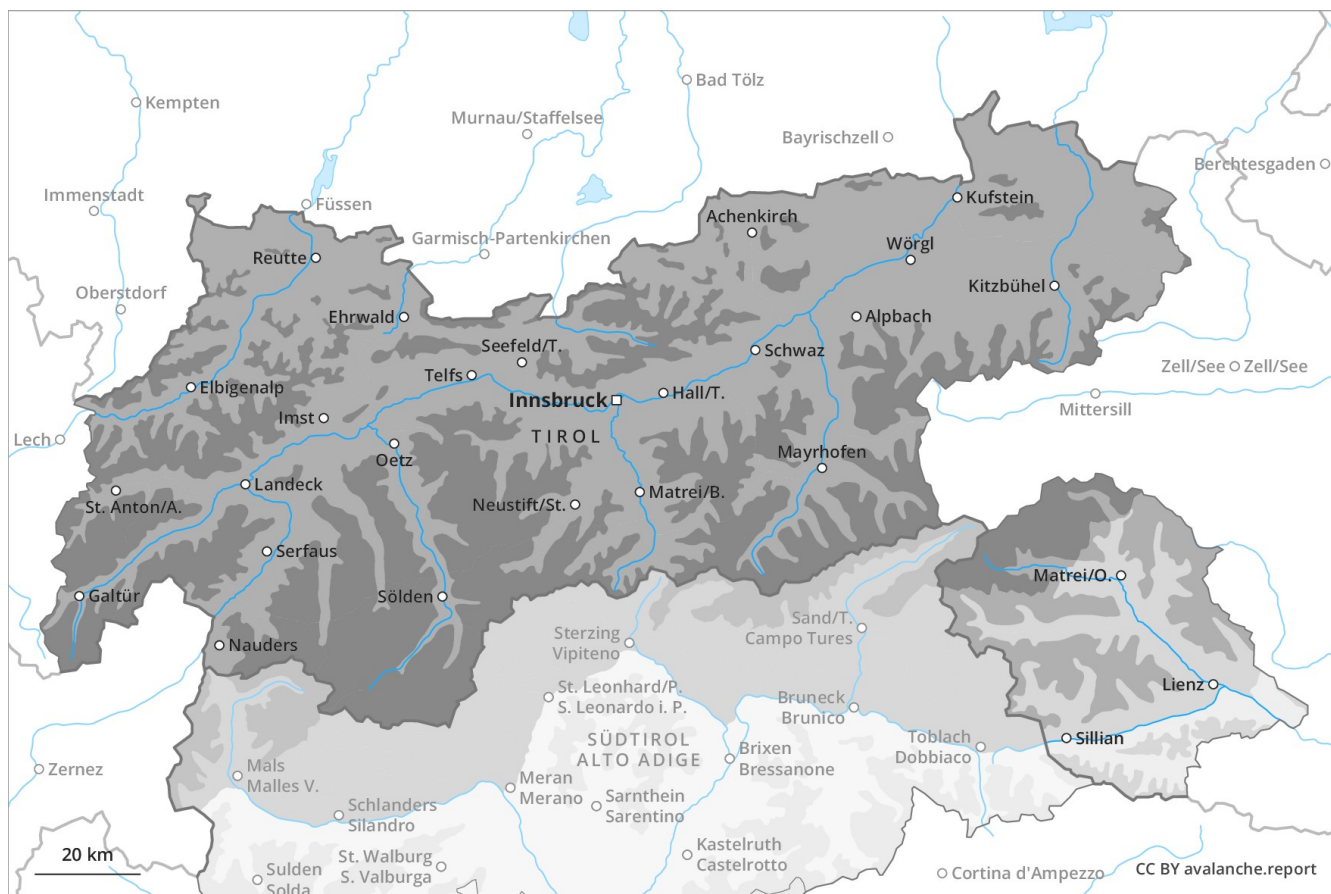 Bad Tölz
Kempten
Murnau/Staffelsee
Bayrischzell
Berchtesgaden
Immenstadt
Füssen
Kufstein
Achenkirch
Garmisch-Partenkirchen
Wörgl
Reutte
Kitzbühel
Oberstdorf
Ehrwald
Alpbach
Seefeld/T.
Schwaz
Telfs
Zell/See
Zell/See
Elbigenalp
Hall/T.
Innsbruck
Mittersill
Imst
Lech
TIROL
Oetz
Mayrhofen
Landeck
St. Anton/A.
Neustift/St.
Matrei/B.
Serfaus
Matrei/O.
Galtür
Sölden
Sand/T.
Campo Tures
Sterzing
Vipiteno
Nauders
Lienz
St. Leonhard/P.
S. Leonardo i. P.
Bruneck
Brunico
SÜDTIROL
ALTO ADIGE
Sillian
Toblach
Dobbiaco
Brixen
Bressanone
Zernez
Mals
Malles V.
Meran
Merano
Schlanders
Silandro
Sarnthein
Sarentino
Kastelruth
Castelrotto
20 km
St. Walburg
S. Valburga
Sulden
Solda
Cortina d'Ampezzo
CC BY avalanche.report